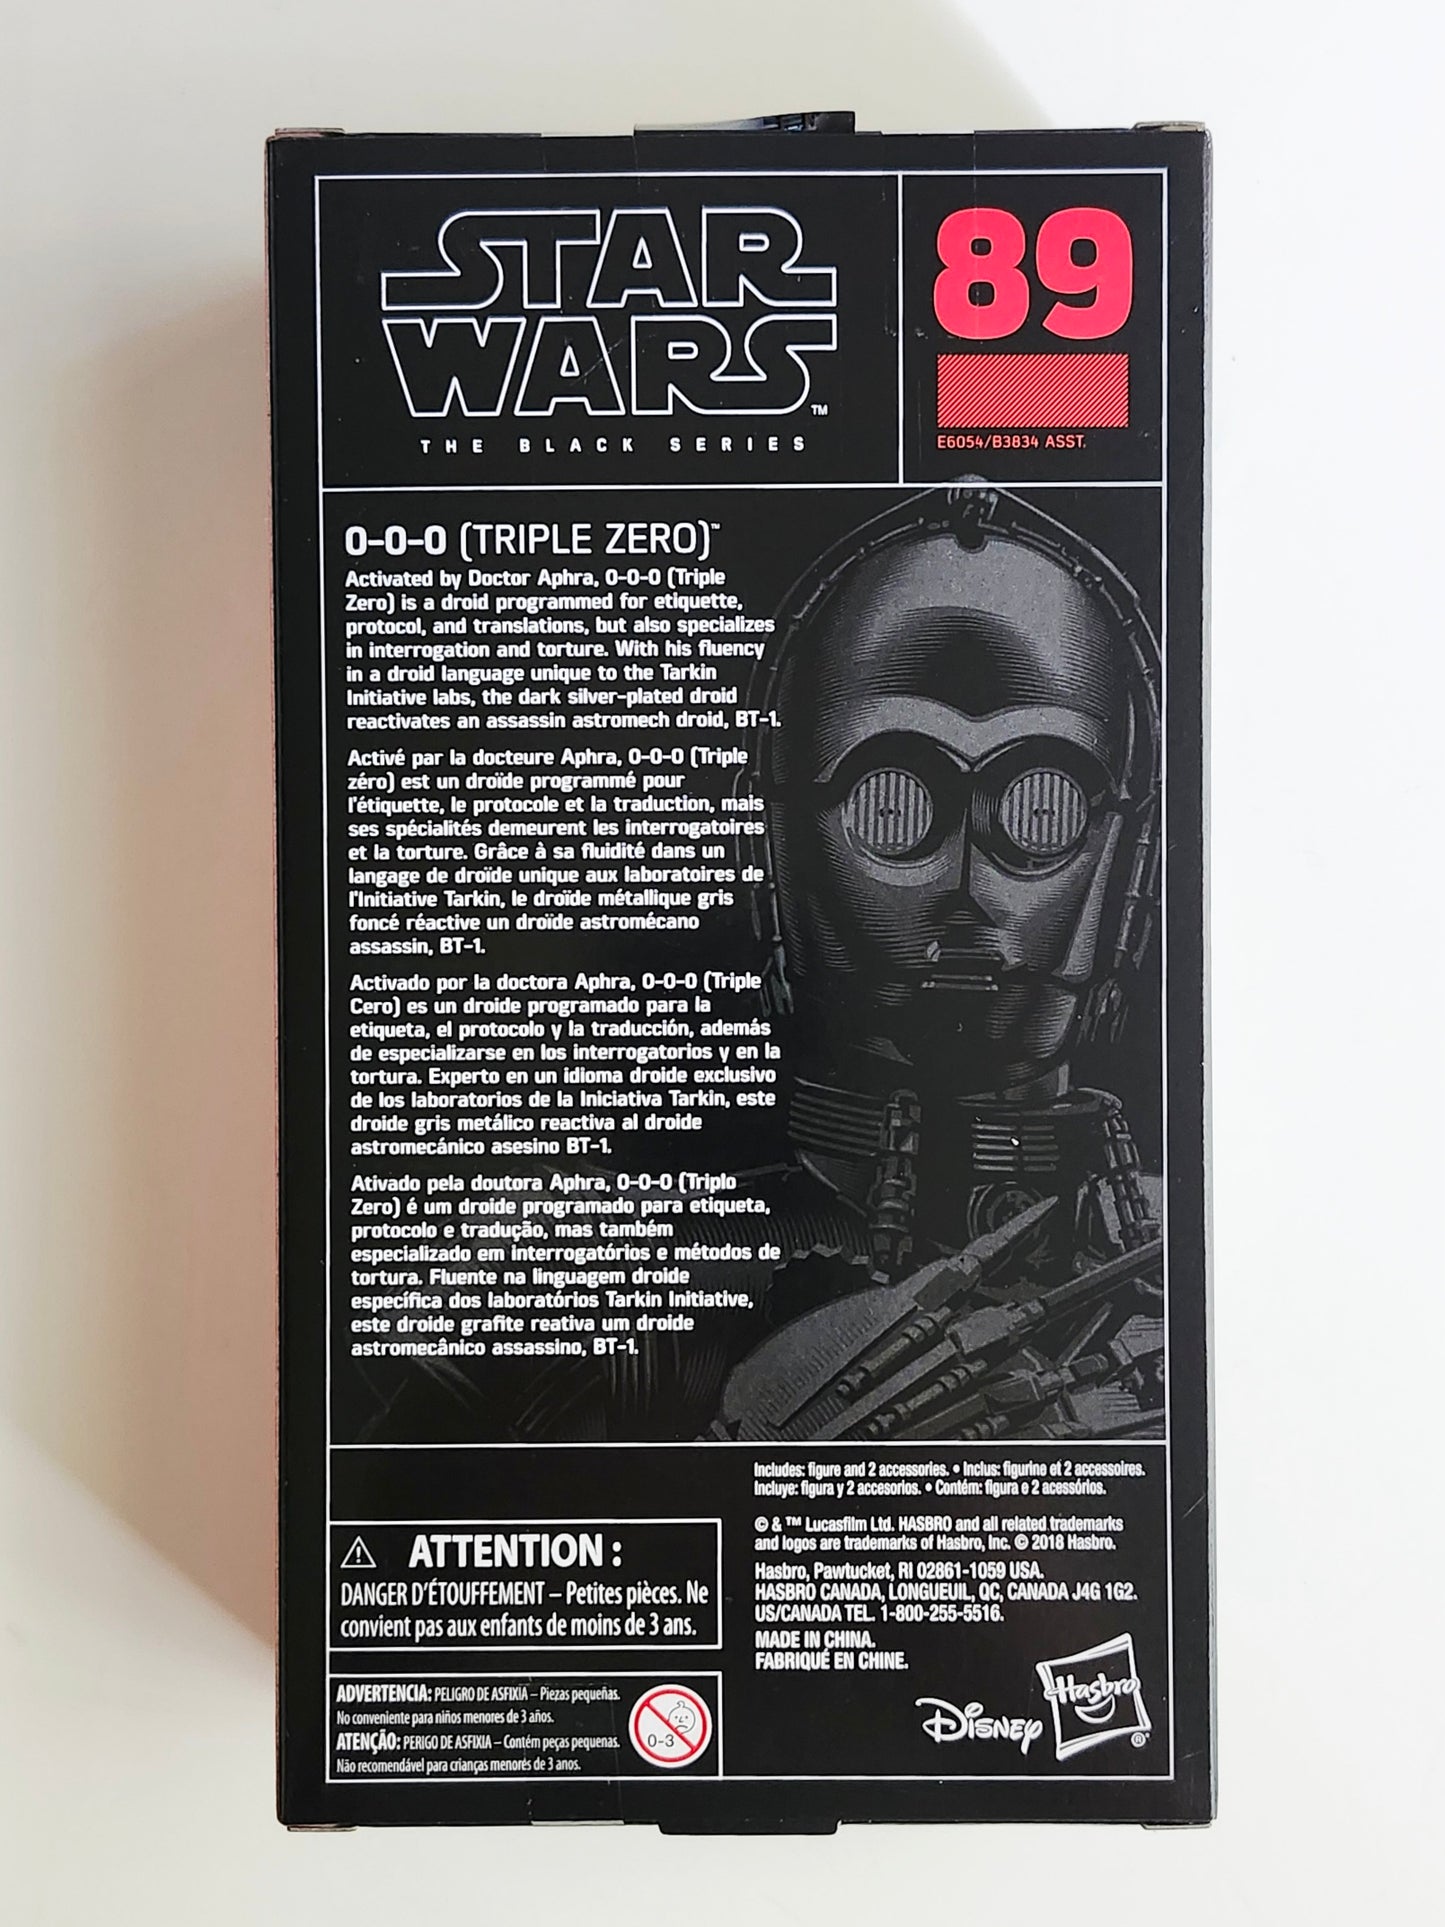 STAR
WARS™
THE BLACK SERIES
89
E6054/B3834 ASST.
0-0-0 (TRIPLE ZERO)™
Activated by Doctor Aphra, 0-0-0 (Triple
Zero) is a droid programmed for etiquette,
protocol, and translations, but also specializes
in interrogation and torture. With his fluency
in a droid language unique to the Tarkin
Initiative labs, the dark silver-plated droid
reactivates an assassin astromech droid, BT-1.
Activé par la docteure Aphra, 0-0-0 (Triple
zéro) est un droïde programmé pour
l'étiquette, le protocole et la traduction, mais
ses spécialités demeurent les interrogatoires
et la torture. Grâce à sa fluidité dans un
langage de droïde unique aux laboratoires de
l'Initiative Tarkin, le droïde métallique gris
foncé réactive un droïde astromécano
assassin, BT-1.
Activado por la doctora Aphra, 0-0-0 (Triple
Cero) es un droide programado para la
etiqueta, el protocolo y la traducción, además
de especializarse en los interrogatorios y en la
tortura. Experto en un idioma droide exclusivo
de los laboratorios de la Iniciativa Tarkin, este
droide gris metálico reactiva al droide
astromecánico asesino BT-1.
Ativado pela doutora Aphra, 0-0-0 (Triplo
Zero) é um droide programado para etiqueta,
protocolo e tradução, mas também
especializado em interrogatórios e métodos de
tortura. Fluente na linguagem droide
específica dos laboratórios Tarkin Initiative,
este droide grafite reativa um droide
astromecânico assassino, BT-1.
Includes: figure and 2 accessories. • Inclus: figurine et 2 accessoires.
Incluye: figura y 2 accesorios. • Contém: figura e 2 acessórios.
© & ™ Lucasfilm Ltd. HASBRO and all related trademarks
and logos are trademarks of Hasbro, Inc. © 2018 Hasbro.
Hasbro, Pawtucket, RI 02861-1059 USA.
HASBRO CANADA, LONGUEUIL, QC, CANADA J4G 1G2.
US/CANADA TEL. 1-800-255-5516.
MADE IN CHINA.
FABRIQUÉ EN CHINE.
Disney
Hasbro®
ATTENTION :
DANGER D'ÉTOUFFEMENT – Petites pièces. Ne
convient pas aux enfants de moins de 3 ans.
ADVERTENCIA: PELIGRO DE ASFIXIA – Piezas pequeñas.
No conveniente para niños menores de 3 años.
ATENÇÃO: PERIGO DE ASFIXIA – Contém peças pequenas.
Não recomendável para crianças menores de 3 anos.
0-3